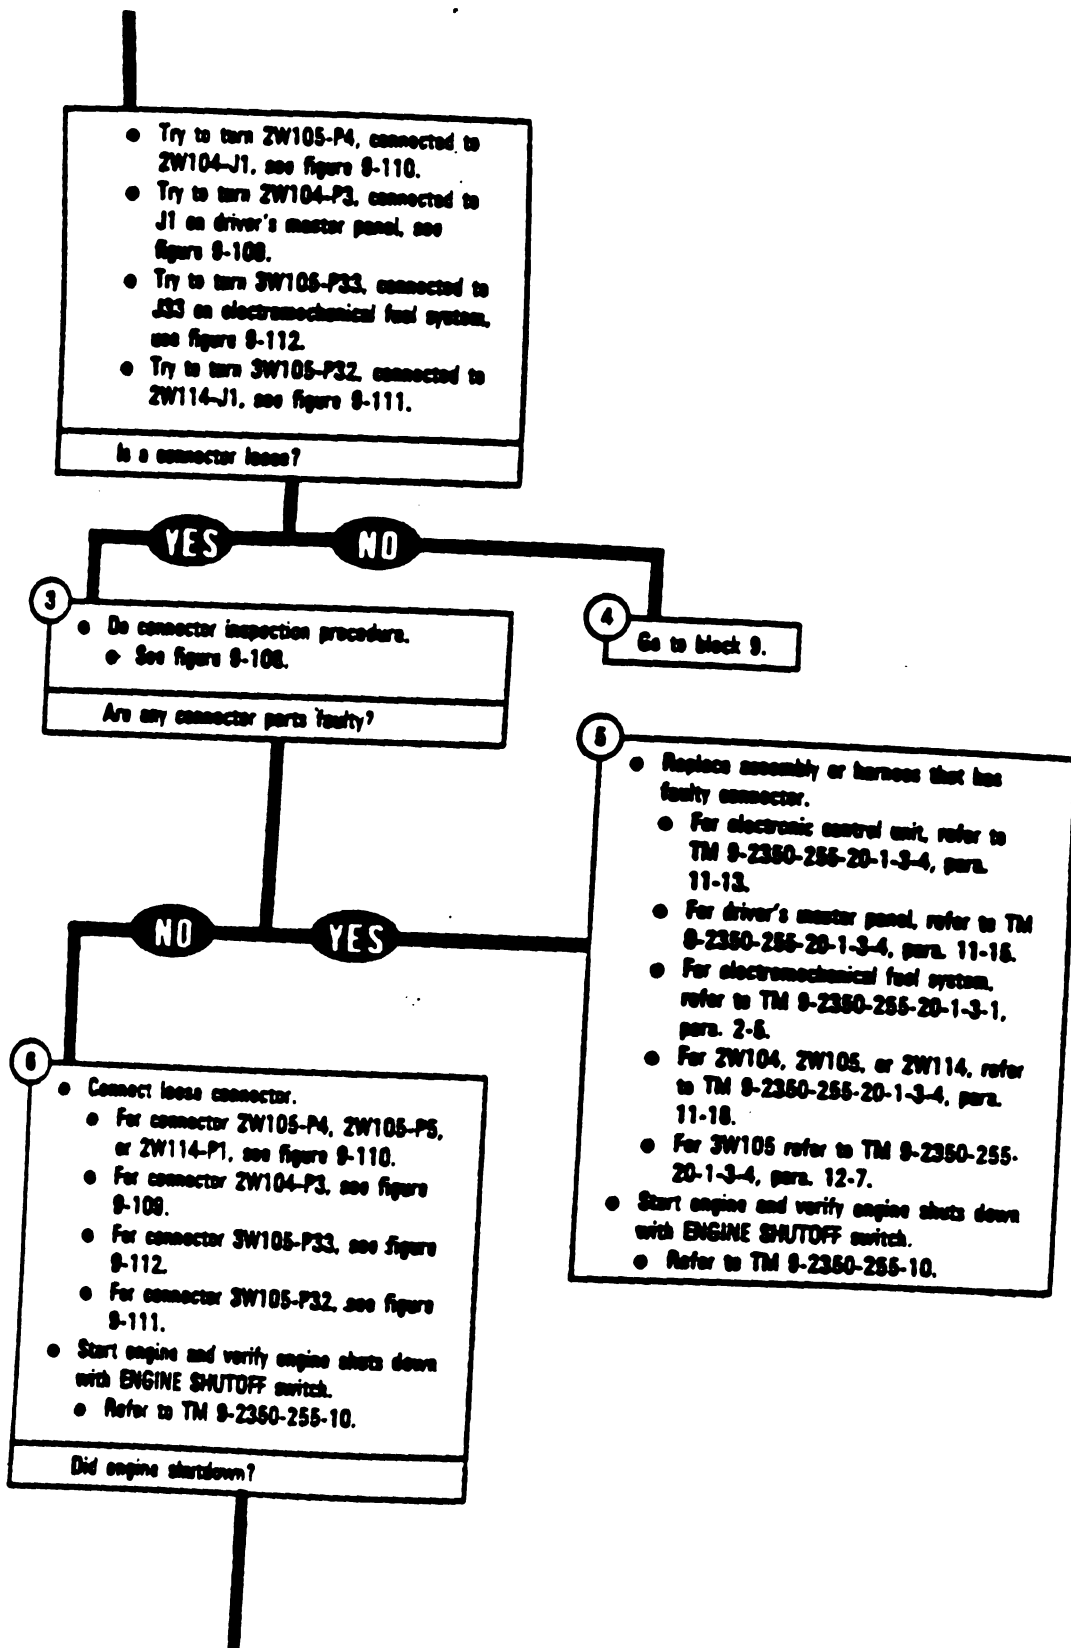 ● Try to turn 2W105-P4, connected to
2W104-J1, see figure 9-110.
● Try to turn 2W104-P3, connected to
J1 on driver's master panel, see
figure 9-109.
● Try to turn 3W105-P33, connected to
J33 on electromechanical fuel system,
see figure 9-112.
● Try to turn 3W105-P32, connected to
2W114-J1, see figure 9-111.
Is a connector loose?
YES
NO
3
● Do connector inspection procedure.
● See figure 9-108.
Are any connector parts faulty?
4
Go to block 9.
NO
YES
5
● Replace assembly or harness that has
faulty connector.
● For electronic control unit, refer to
TM 9-2350-255-20-1-3-4, para.
11-13.
● For driver's master panel, refer to TM
9-2350-255-20-1-3-4, para.
● For electromechanical fuel system,
refer to TM 9-2350-255-20-1-3-1,
para.
● For 2W104, 2W105, or 2W114, refer
to TM 9-2350-255-20-1-3-4, para.
● For 3W105 refer to TM 9-2350-255-
20-1-3-4, para. 12-7.
● Start engine and verify engine shuts down
with ENGINE SHUTOFF switch.
● Refer to TM 9-2350-255-10.
6
● Connect loose connector.
● For connector 2W105-P4, 2W105-P5,
or 2W114-P1, see figure 9-110.
● For connector 2W104-P3, see figure
9-109.
● For connector 3W105-P33, see figure
9-112.
● For connector 3W105-P32, see figure
9-111.
● Start engine and verify engine shuts down
with ENGINE SHUTOFF switch.
● Refer to TM 9-2350-255-10.
Did engine shutdown?